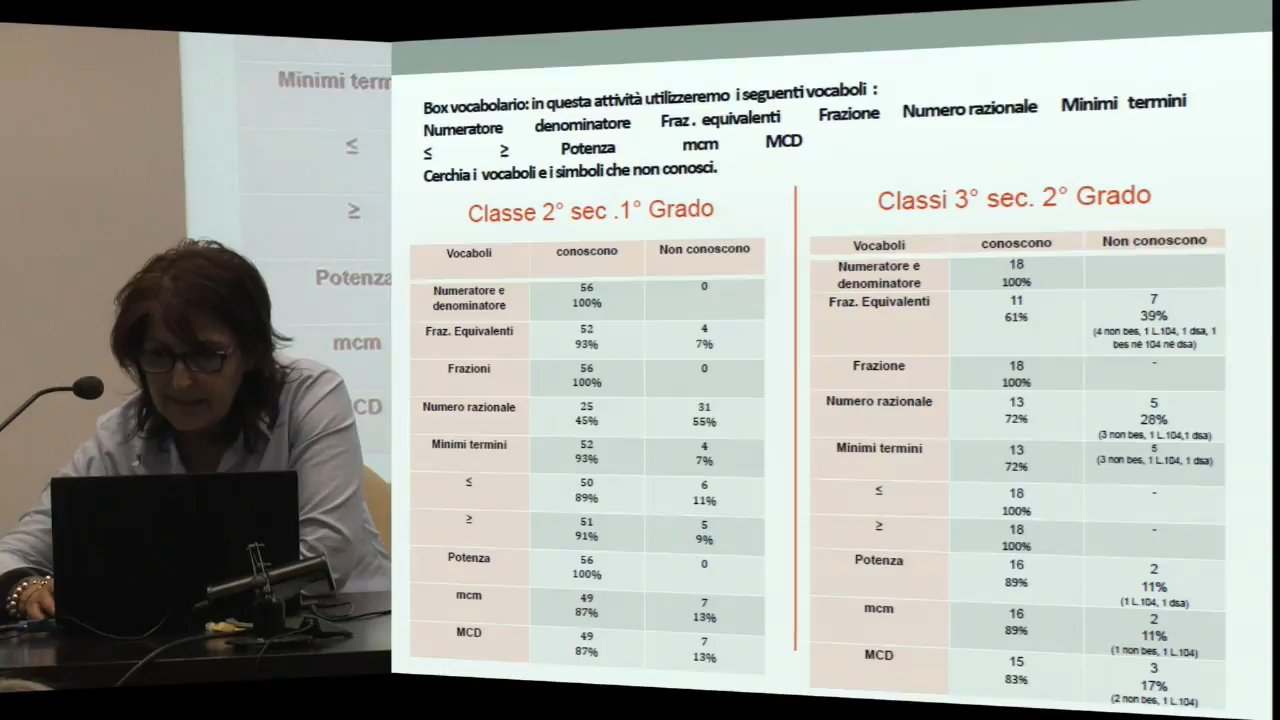 Minimi term
≤
≥
Potenza
mcm
CD
Box vocabolario: in questa attività utilizzeremo i seguenti vocaboli :
Numeratore denominatore Fraz. equivalenti Frazione Numero razionale Minimi termini
≤ ≥ Potenza mcm MCD
Cerchia i vocaboli e i simboli che non conosci.
Classe 2° sec .1° Grado
Vocaboli conoscono Non conoscono
Numeratore e 56 0
denominatore 100%
Fraz. Equivalenti 52 4
93% 7%
Frazioni 56 0
100%
Numero razionale 25 31
45% 55%
Minimi termini 52 4
93% 7%
≤ 50 6
89% 11%
≥ 51 5
91% 9%
Potenza 56 0
100%
mcm 49 7
87% 13%
MCD 49 7
87% 13%
Classi 3° sec. 2° Grado
Vocaboli conoscono Non conoscono
Numeratore e 18
denominatore 100%
Fraz. Equivalenti 11 7
61% 39%
(4 non bes, 1 L.104, 1 dsa, 1
bes nè 104 nè dsa)
Frazione 18 -
100%
Numero razionale 13 5
72% 28%
(3 non bes, 1 L.104,1 dsa)
Minimi termini 13 5
72% (3 non bes, 1 L.104, 1 dsa)
≤ 18 -
100%
≥ 18 -
100%
Potenza 16 2
89% 11%
(1 L.104, 1 dsa)
mcm 16 2
89% 11%
(1 non bes, 1 L.104)
MCD 15 3
83% 17%
(2 non bes, 1 L.104)